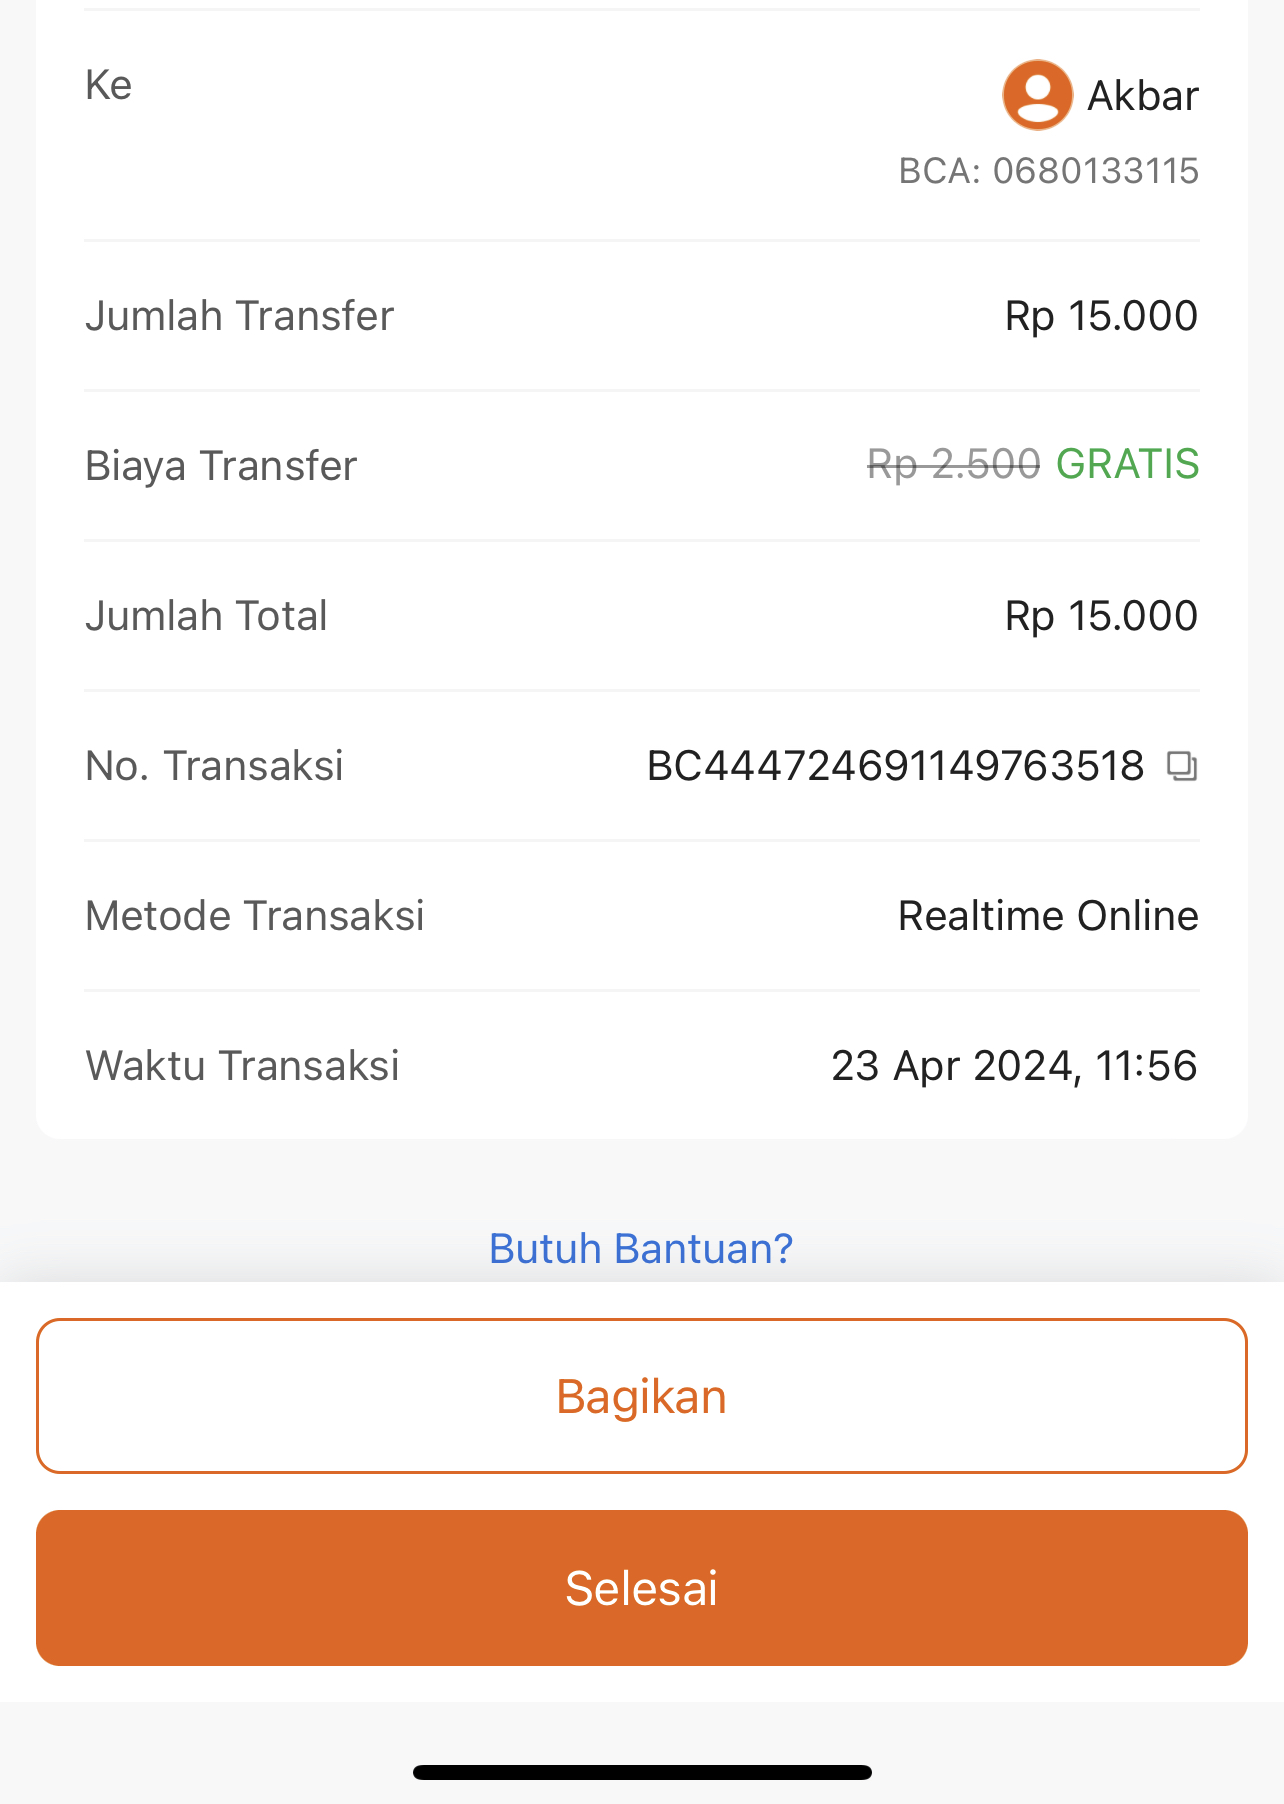 Ke
Akbar
BCA: 0680133115
Jumlah Transfer Rp 15.000
Biaya Transfer Rp 2.500 GRATIS
Jumlah Total Rp 15.000
No. Transaksi BC444724691149763518
Metode Transaksi Realtime Online
Waktu Transaksi 23 Apr 2024, 11:56
Butuh Bantuan?
Bagikan
Selesai